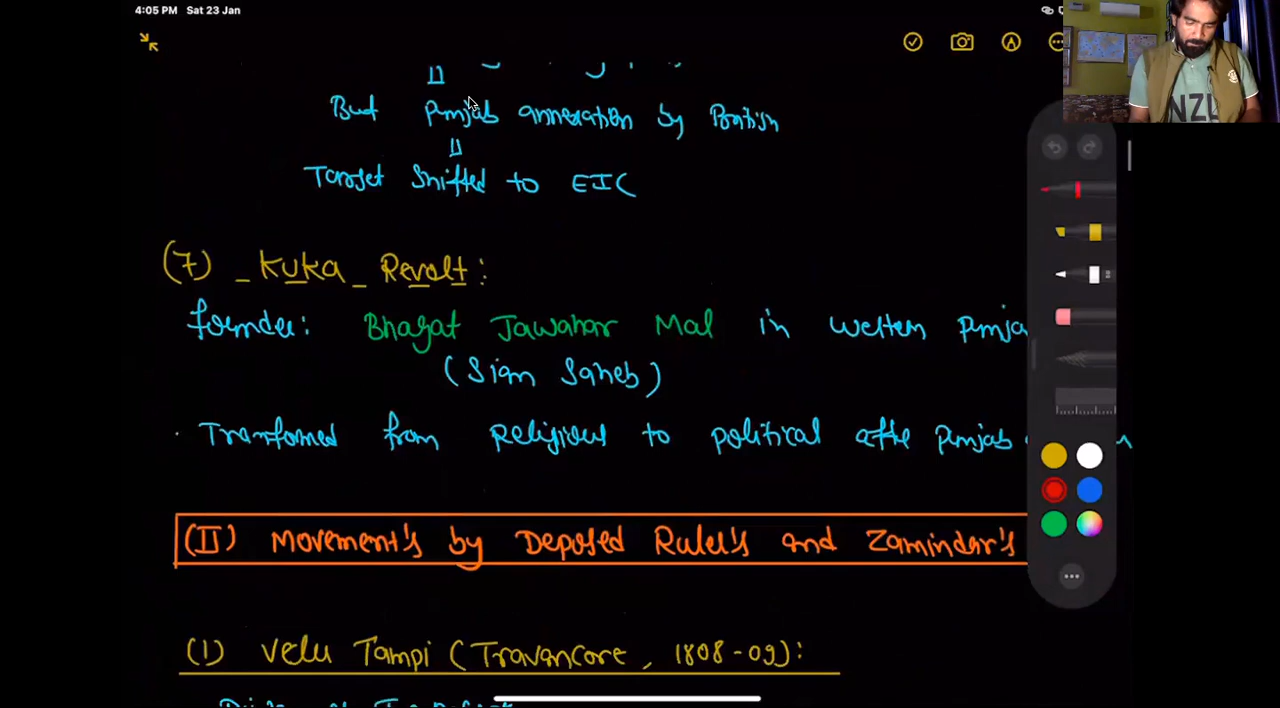 4:05 PM Sat 23 Jan
But Punjab annexation by British
Target Shifted to EIC
(7) Kuka Revolt:
founder: Bhagat Jawahar Mal in western Punja
(Sian Saheb)
. Transformed from Religious to political after Punjab
(II) Movement's by Deposed Ruler's and Zamindar's
(1) Velu Tampi (Travancore, 1808-09):
NZL